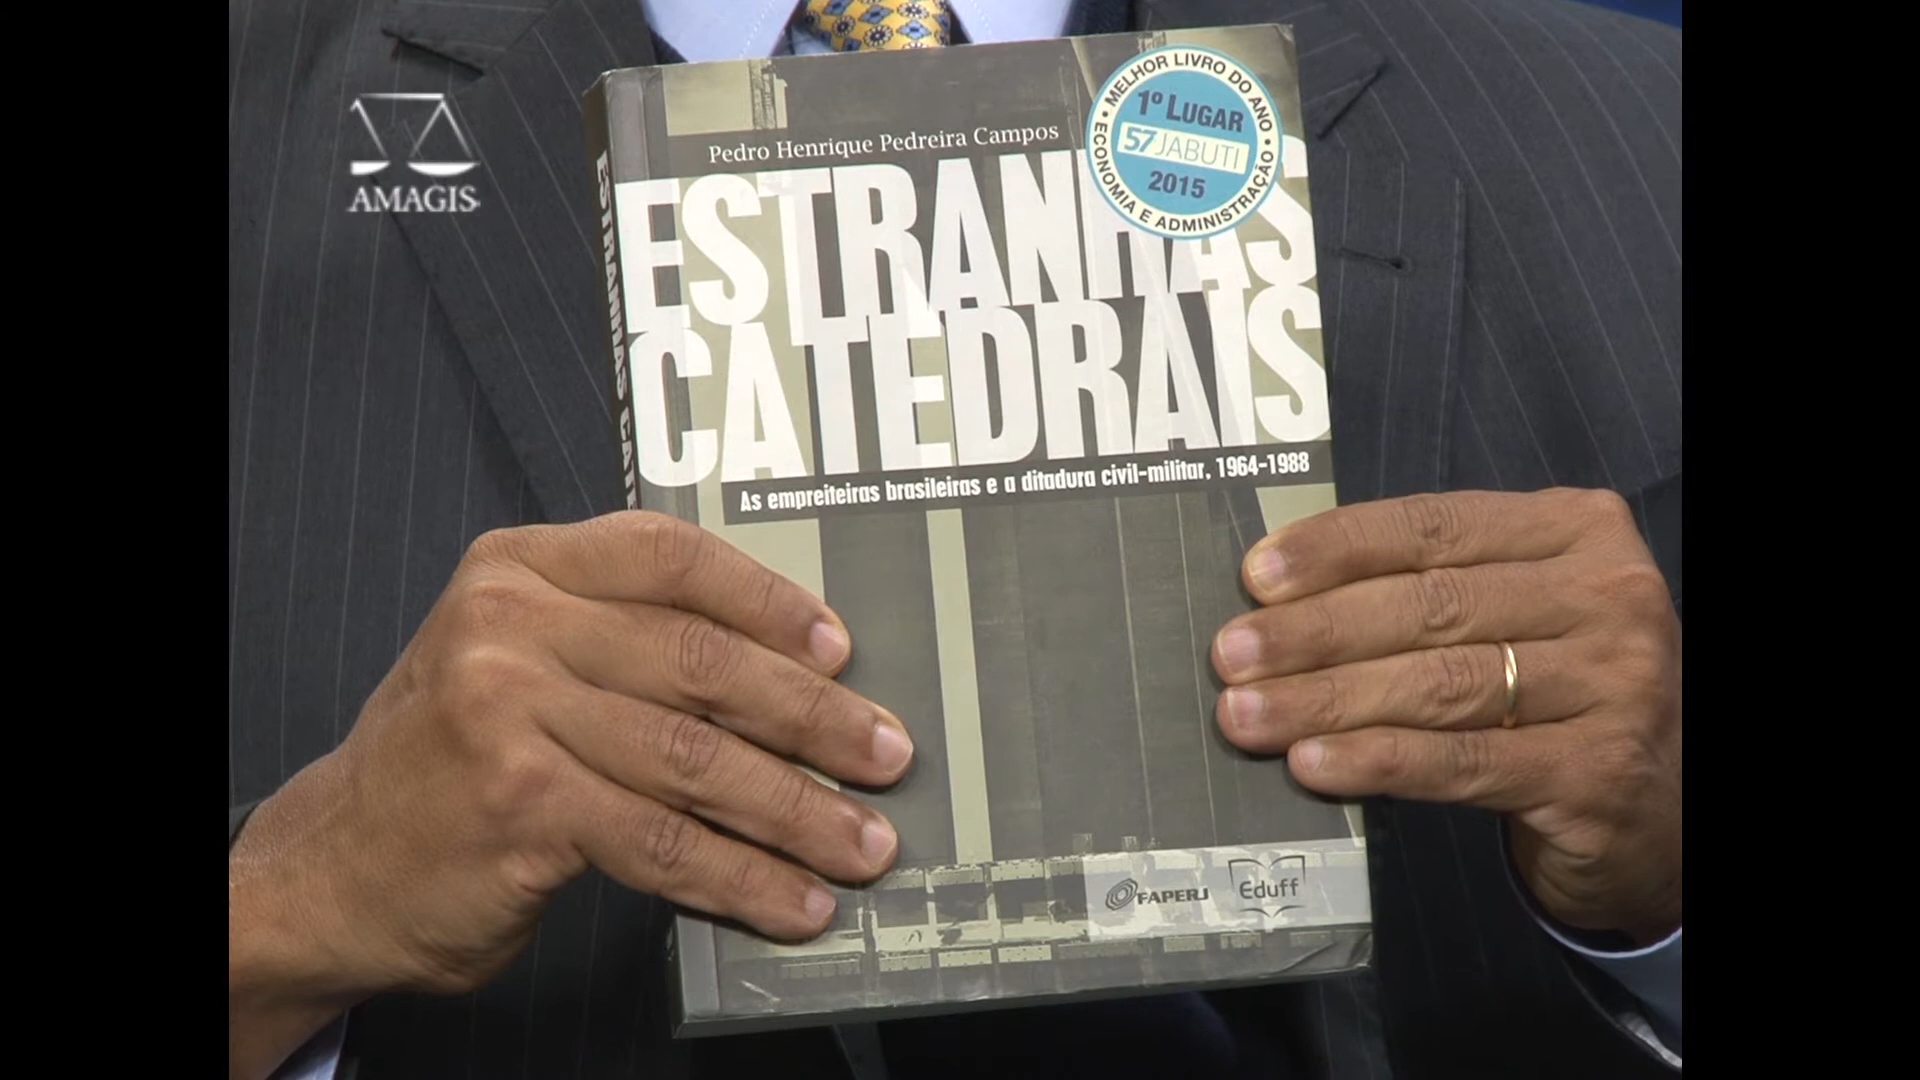 AMAGIS
Pedro Henrique Pedreira Campos
ESTRANHAS
CATEDRAIS
As empreiteiras brasileiras e a ditadura civil-militar, 1964-1988
• MELHOR LIVRO DO ANO •
ECONOMIA E ADMINISTRAÇÃO
1º LUGAR
57 JABUTI
2015
ESTRANHAS CATE
FAPERJ
Eduff